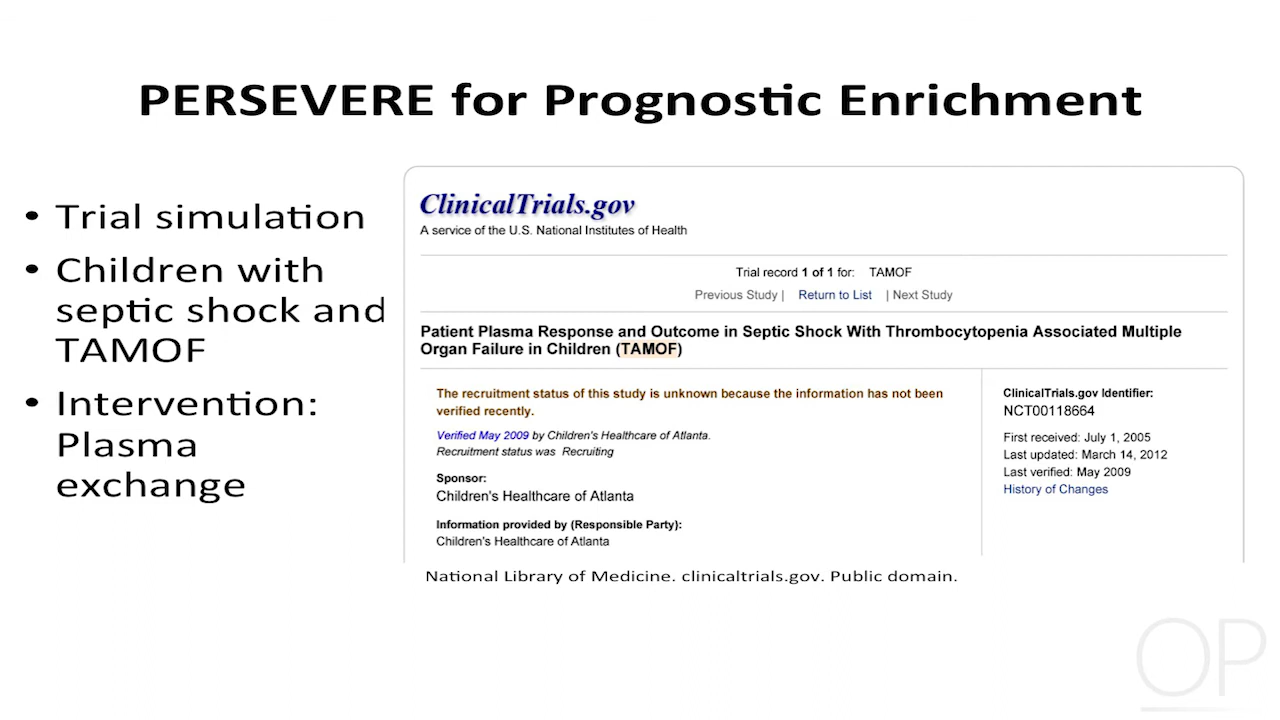 PERSEVERE for Prognostic Enrichment
• Trial simulation
• Children with
septic shock and
TAMOF
• Intervention:
Plasma
exchange
ClinicalTrials.gov
A service of the U.S. National Institutes of Health
Trial record 1 of 1 for: TAMOF
Previous Study | Return to List | Next Study
Patient Plasma Response and Outcome in Septic Shock With Thrombocytopenia Associated Multiple
Organ Failure in Children (TAMOF)
The recruitment status of this study is unknown because the information has not been
verified recently.
Verified May 2009 by Children's Healthcare of Atlanta.
Recruitment status was Recruiting
Sponsor:
Children's Healthcare of Atlanta
Information provided by (Responsible Party):
Children's Healthcare of Atlanta
ClinicalTrials.gov Identifier:
NCT00118664
First received: July 1, 2005
Last updated: March 14, 2012
Last verified: May 2009
History of Changes
National Library of Medicine. clinicaltrials.gov. Public domain.
OP